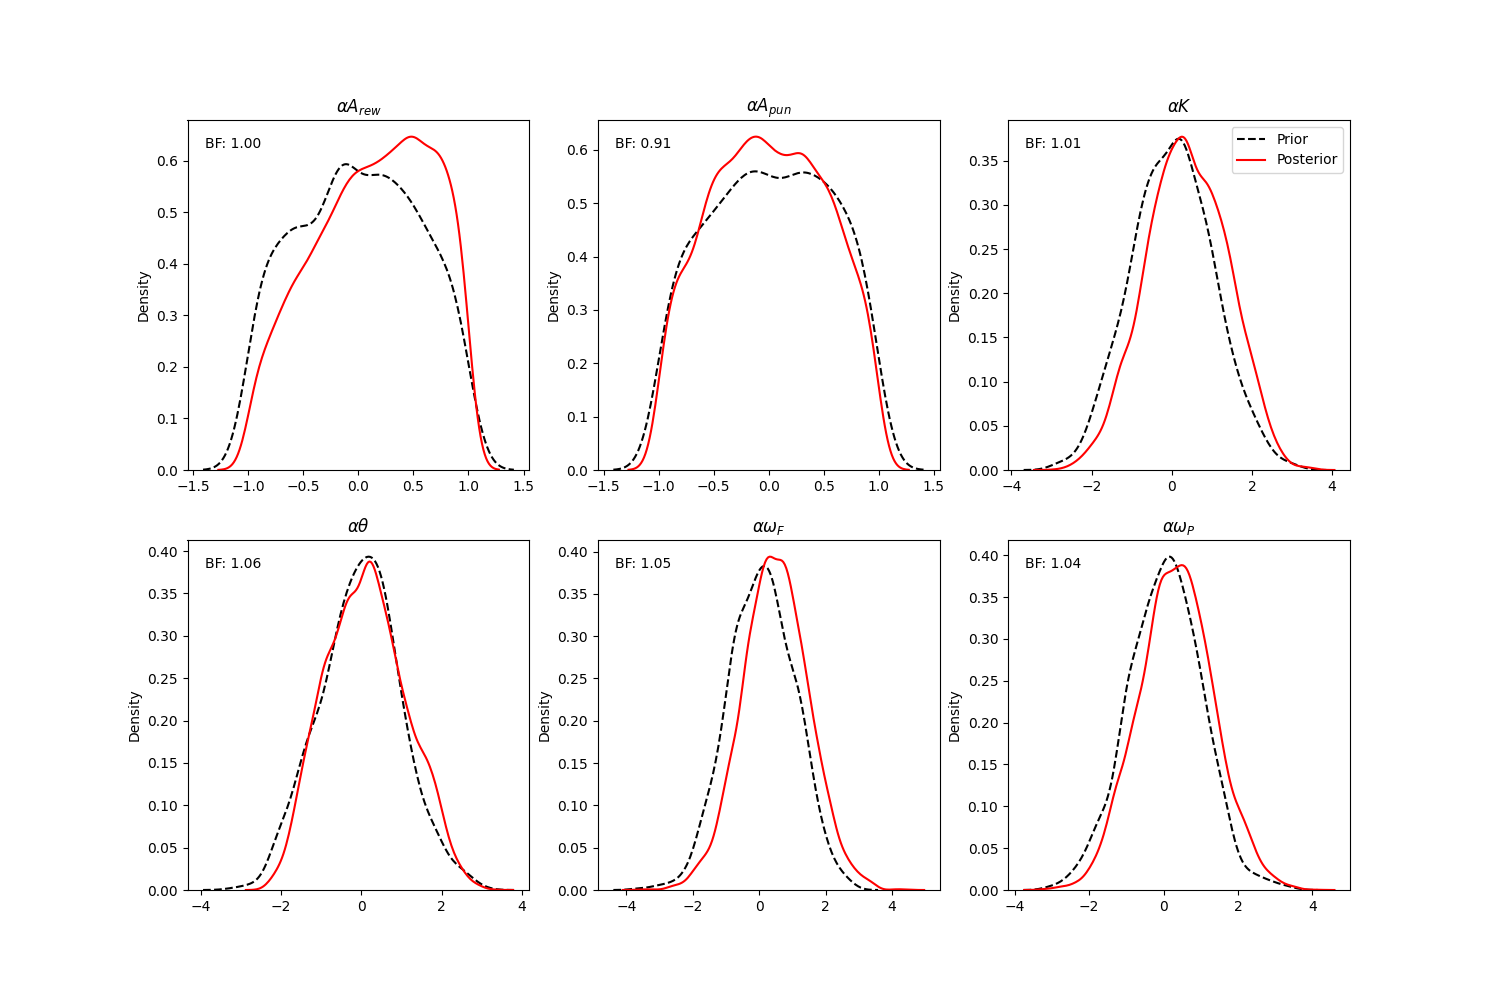 αA_rew
BF: 1.00
Density
0.0
0.1
0.2
0.3
0.4
0.5
0.6
−1.5 −1.0 −0.5 0.0 0.5 1.0 1.5
αA_pun
BF: 0.91
Density
0.0
0.1
0.2
0.3
0.4
0.5
0.6
−1.5 −1.0 −0.5 0.0 0.5 1.0 1.5
αK
BF: 1.01
Prior
Posterior
Density
0.00
0.05
0.10
0.15
0.20
0.25
0.30
0.35
−4 −2 0 2 4
αθ
BF: 1.06
Density
0.00
0.05
0.10
0.15
0.20
0.25
0.30
0.35
0.40
−4 −2 0 2 4
αω_F
BF: 1.05
Density
0.00
0.05
0.10
0.15
0.20
0.25
0.30
0.35
0.40
−4 −2 0 2 4
αω_P
BF: 1.04
Density
0.00
0.05
0.10
0.15
0.20
0.25
0.30
0.35
0.40
−4 −2 0 2 4